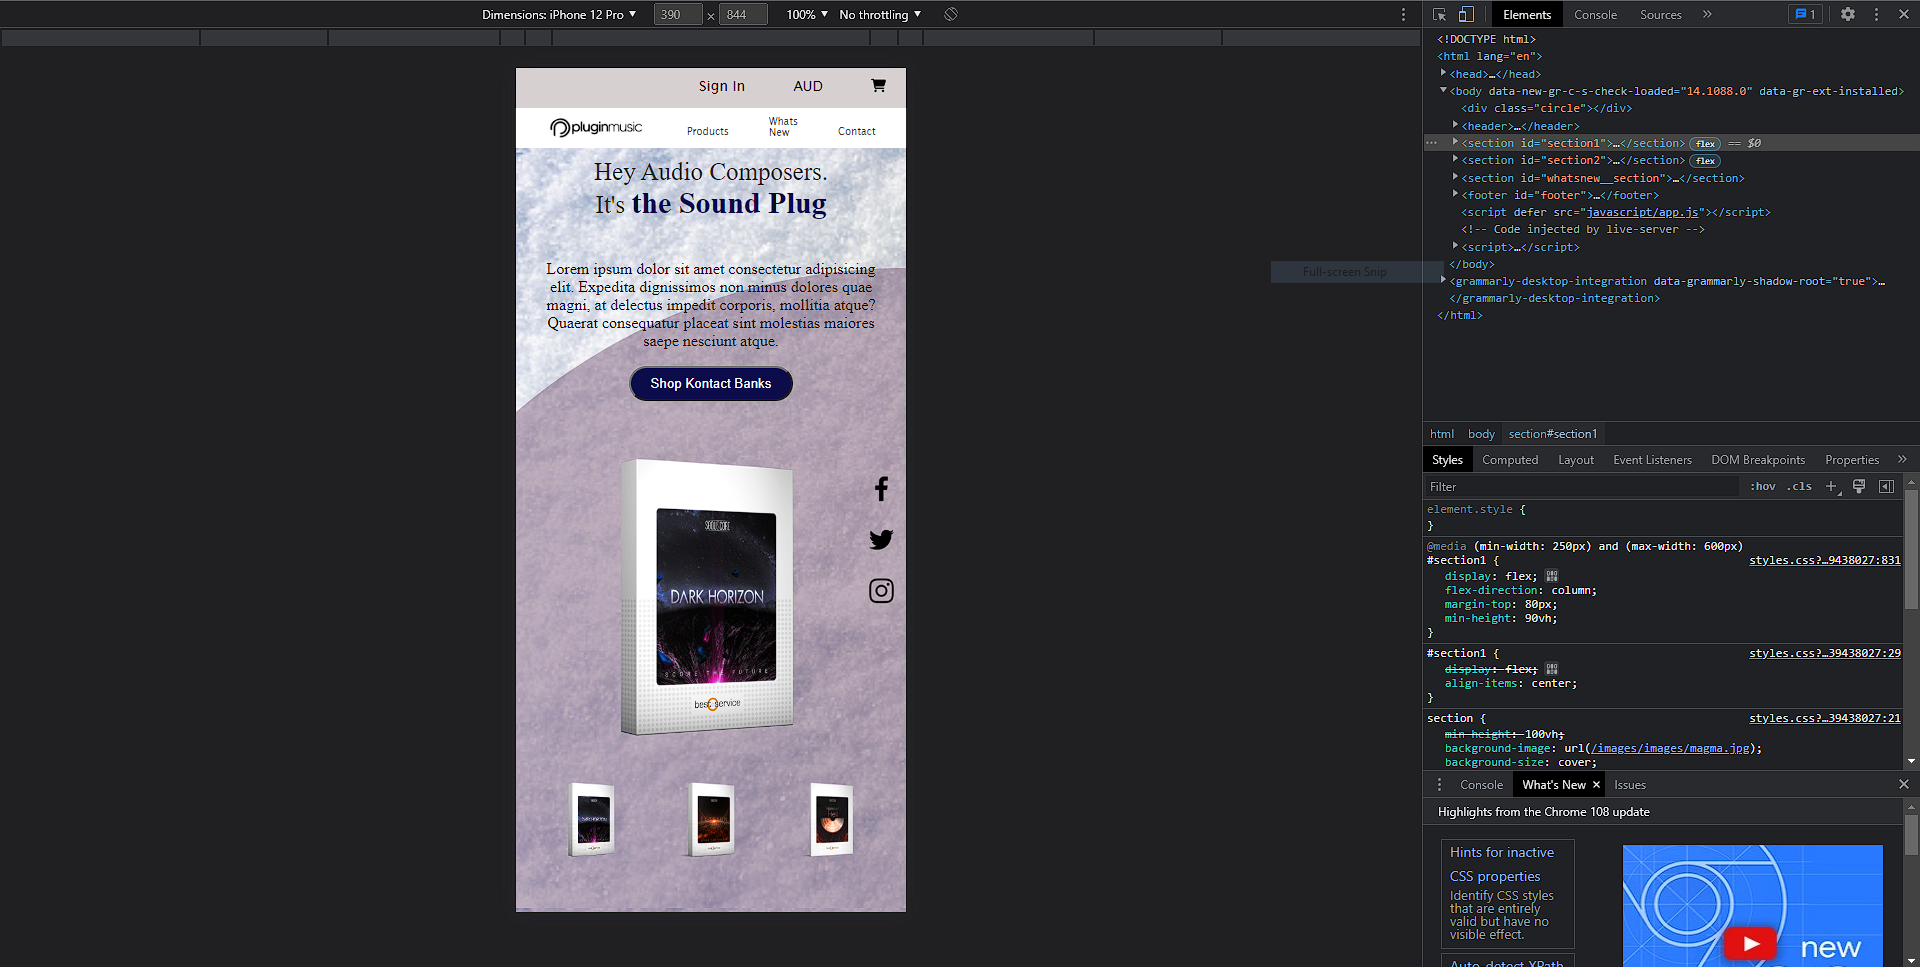 Dimensions: iPhone 12 Pro ▼ 390 × 844 100% ▼ No throttling ▼
Elements Console Sources » 1
Sign In AUD
pluginmusic Products Whats New Contact
Hey Audio Composers.
It's the Sound Plug
Lorem ipsum dolor sit amet consectetur adipisicing
elit. Expedita dignissimos non minus dolores quae
magni, at delectus impedit corporis, mollitia atque?
Quaerat consequatur placeat sint molestias maiores
saepe nesciunt atque.
Shop Kontact Banks
DARK HORIZON
SCORE THE FUTURE
best service
Full-screen Snip
<!DOCTYPE html>
<html lang="en">
<head>…</head>
<body data-new-gr-c-s-check-loaded="14.1088.0" data-gr-ext-installed>
<div class="circle"></div>
<header>…</header>
<section id="section1">…</section> flex == $0
<section id="section2">…</section> flex
<section id="whatsnew__section">…</section>
<footer id="footer">…</footer>
<script defer src="javascript/app.js"></script>
<!-- Code injected by live-server -->
<script>…</script>
</body>
<grammarly-desktop-integration data-grammarly-shadow-root="true">…
</grammarly-desktop-integration>
</html>
html body section#section1
Styles Computed Layout Event Listeners DOM Breakpoints Properties »
Filter :hov .cls +
element.style {
}
@media (min-width: 250px) and (max-width: 600px)
#section1 { styles.css?…9438027:831
display: flex;
flex-direction: column;
margin-top: 80px;
min-height: 90vh;
}
#section1 { styles.css?…39438027:29
display: flex;
align-items: center;
}
section { styles.css?…39438027:21
min-height: 100vh;
background-image: url(/images/images/magma.jpg);
background-size: cover;
Console What's New × Issues
Highlights from the Chrome 108 update
Hints for inactive
CSS properties
Identify CSS styles
that are entirely
valid but have no
visible effect.
Auto-detect XPath
new